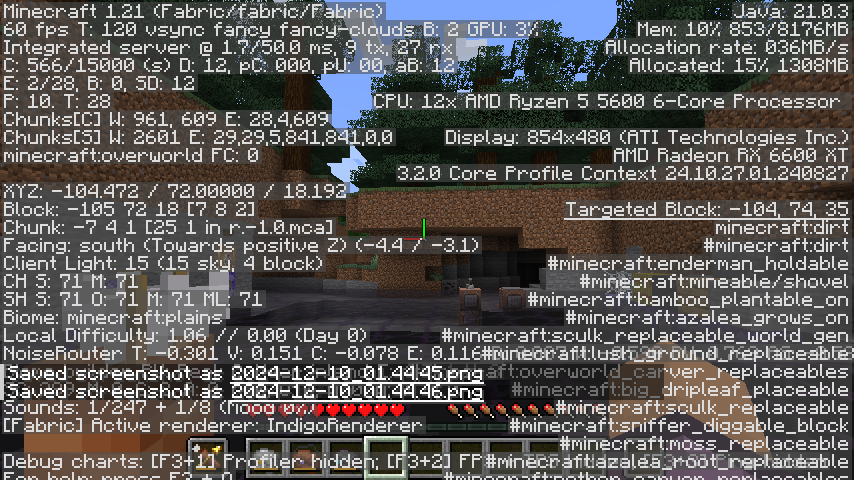 Minecraft 1.21 (Fabric/fabric/Fabric)
60 fps T: 120 vsync fancy fancy-clouds B: 2 GPU: 3%
Integrated server @ 1.7/50.0 ms, tx, 27 rx
C: 566/15000 (s) D: 12, pC: 000, pU: 00, aB: 12
E: 2/28, B: 0, SD: 12
P: 10. T: 28
Chunks[C] W: 961, 609 E: 28,4,609
Chunks[S] W: 2601 E: 29,29,5,841,841,0,0
minecraft:overworld FC: 0
XYZ: -104.472 / 72.00000 / 18.192
Block: -105 72 18 [7 8 2]
Chunk: -7 4 1 [25 1 in r.-1.0.mca]
Facing: south (Towards positive Z) (-4.4 / -3.1)
Client Light: 15 (15 sky, 4 block)
CH S: 71 M: 71
SH S: 71 O: 71 M: 71 ML: 71
Biome: minecraft:plains
Local Difficulty: 1.06 // 0.00 (Day 0)
NoiseRouter -0.301 V: 0.151 C: -0.078 E: 0.116
Saved screenshot as 2024-12-10_01.44.45.png
Saved screenshot as 2024-12-10_01.44.46.png
Sounds: 1/247 + 1/8
[Fabric] Active renderer: IndigoRenderer
Debug charts: [F3+1] Profiler hidden; [F3+2] FP
For help: press F3 + Q
Java: 21.0.3
Mem: 10% 853/8176MB
Allocation rate: 036MB/s
Allocated: 15% 1308MB
CPU: 12x AMD Ryzen 5 5600 6-Core Processor
Display: 854x480 (ATI Technologies Inc.)
AMD Radeon RX 6600 XT
3.2.0 Core Profile Context 24.10.27.01.240827
Targeted Block: -104, 74, 35
minecraft:dirt
#minecraft:dirt
#minecraft:enderman_holdable
#minecraft:mineable/shovel
#minecraft:bamboo_plantable_on
#minecraft:azalea_grows_on
#minecraft:sculk_replaceable_world_gen
#minecraft:lush_ground_replaceable
#minecraft:overworld_carver_replaceables
#minecraft:big_dripleaf_placeable
#minecraft:sculk_replaceable
#minecraft:sniffer_diggable_block
#minecraft:moss_replaceable
#minecraft:azalea_root_replaceable